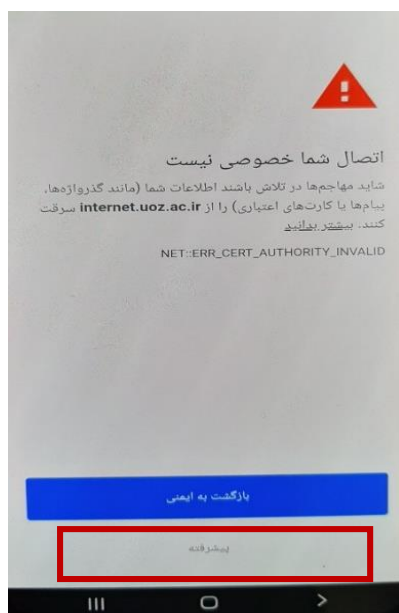 اتصال شما خصوصی نیست
شاید مهاجم‌ها در تلاش باشند اطلاعات شما (مانند گذرواژه‌ها،
پیام‌ها یا کارت‌های اعتباری) را از internet.uoz.ac.ir سرقت
کنند. بیشتر بدانید
NET::ERR_CERT_AUTHORITY_INVALID
بازگشت به ایمنی
پیشرفته